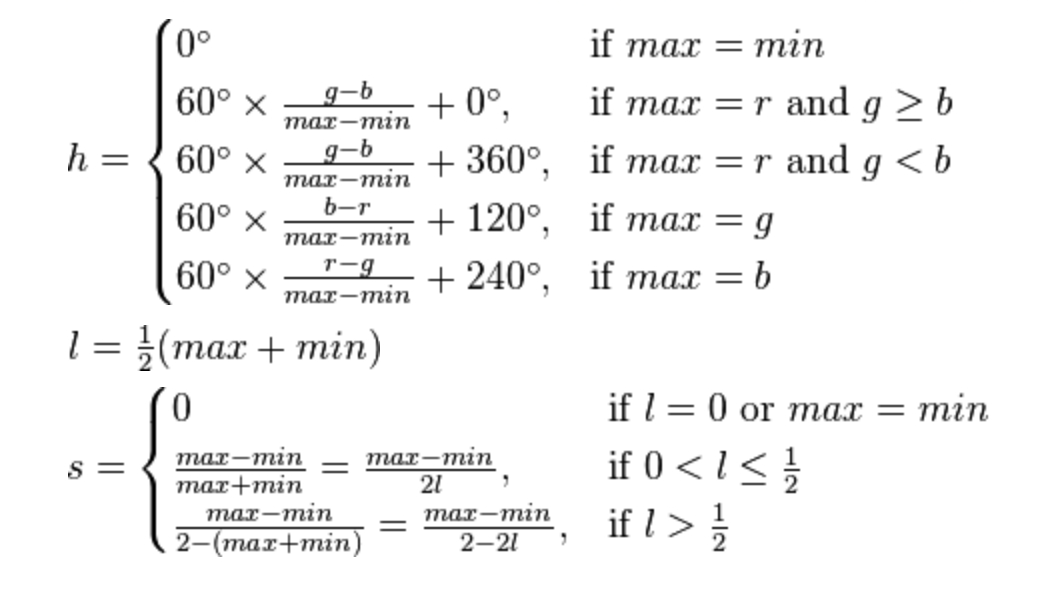 h = { 0° if max = min
60° × (g−b)/(max−min) + 0°, if max = r and g ≥ b
60° × (g−b)/(max−min) + 360°, if max = r and g < b
60° × (b−r)/(max−min) + 120°, if max = g
60° × (r−g)/(max−min) + 240°, if max = b
l = 1/2(max + min)
s = { 0 if l = 0 or max = min
(max−min)/(max+min) = (max−min)/2l, if 0 < l ≤ 1/2
(max−min)/(2−(max+min)) = (max−min)/(2−2l), if l > 1/2